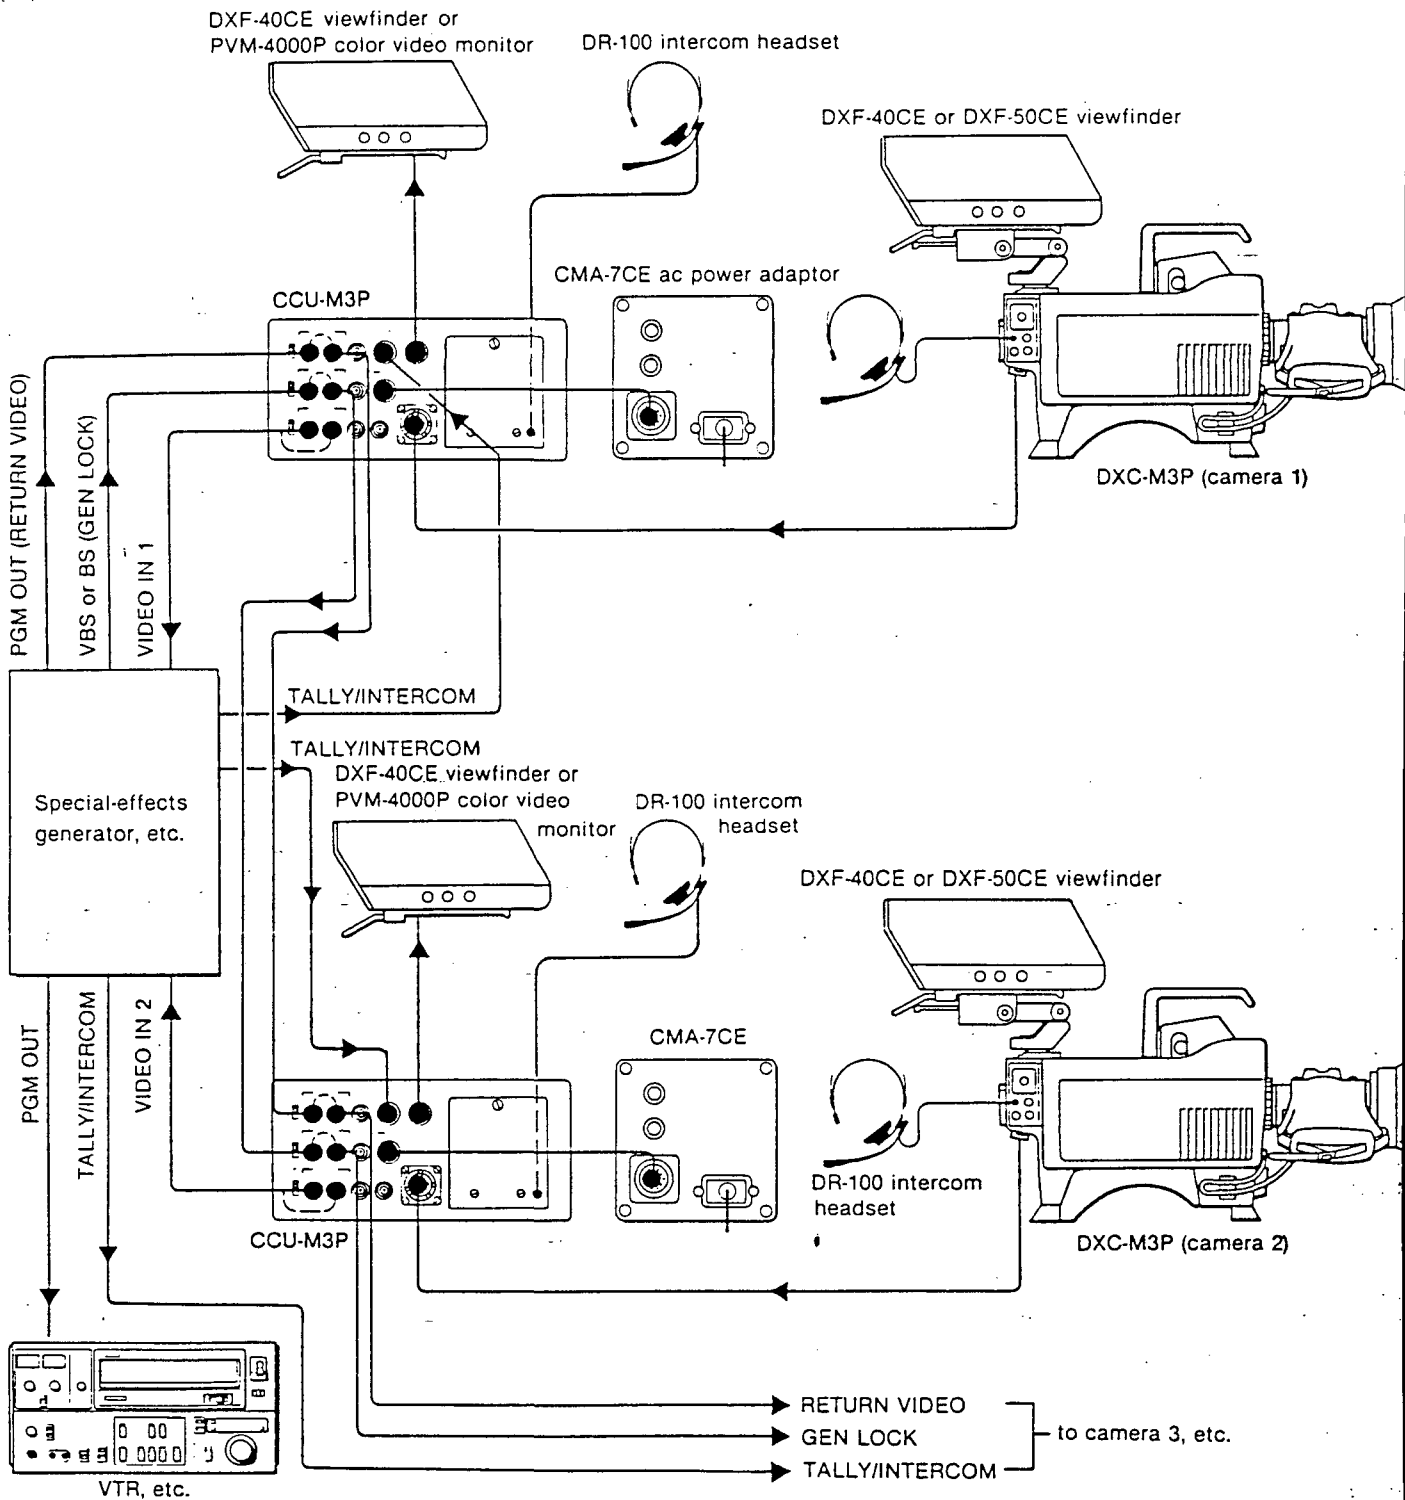 DXF-40CE viewfinder or
PVM-4000P color video monitor
DR-100 intercom headset
DXF-40CE or DXF-50CE viewfinder
CMA-7CE ac power adaptor
CCU-M3P
DXC-M3P (camera 1)
PGM OUT (RETURN VIDEO)
VBS or BS (GEN LOCK)
VIDEO IN 1
TALLY/INTERCOM
TALLY/INTERCOM
DXF-40CE viewfinder or
PVM-4000P color video
monitor
DR-100 intercom
headset
Special-effects
generator, etc.
DXF-40CE or DXF-50CE viewfinder
PGM OUT
TALLY/INTERCOM
VIDEO IN 2
CMA-7CE
DR-100 intercom
headset
CCU-M3P
DXC-M3P (camera 2)
RETURN VIDEO
GEN LOCK
to camera 3, etc.
TALLY/INTERCOM
VTR, etc.